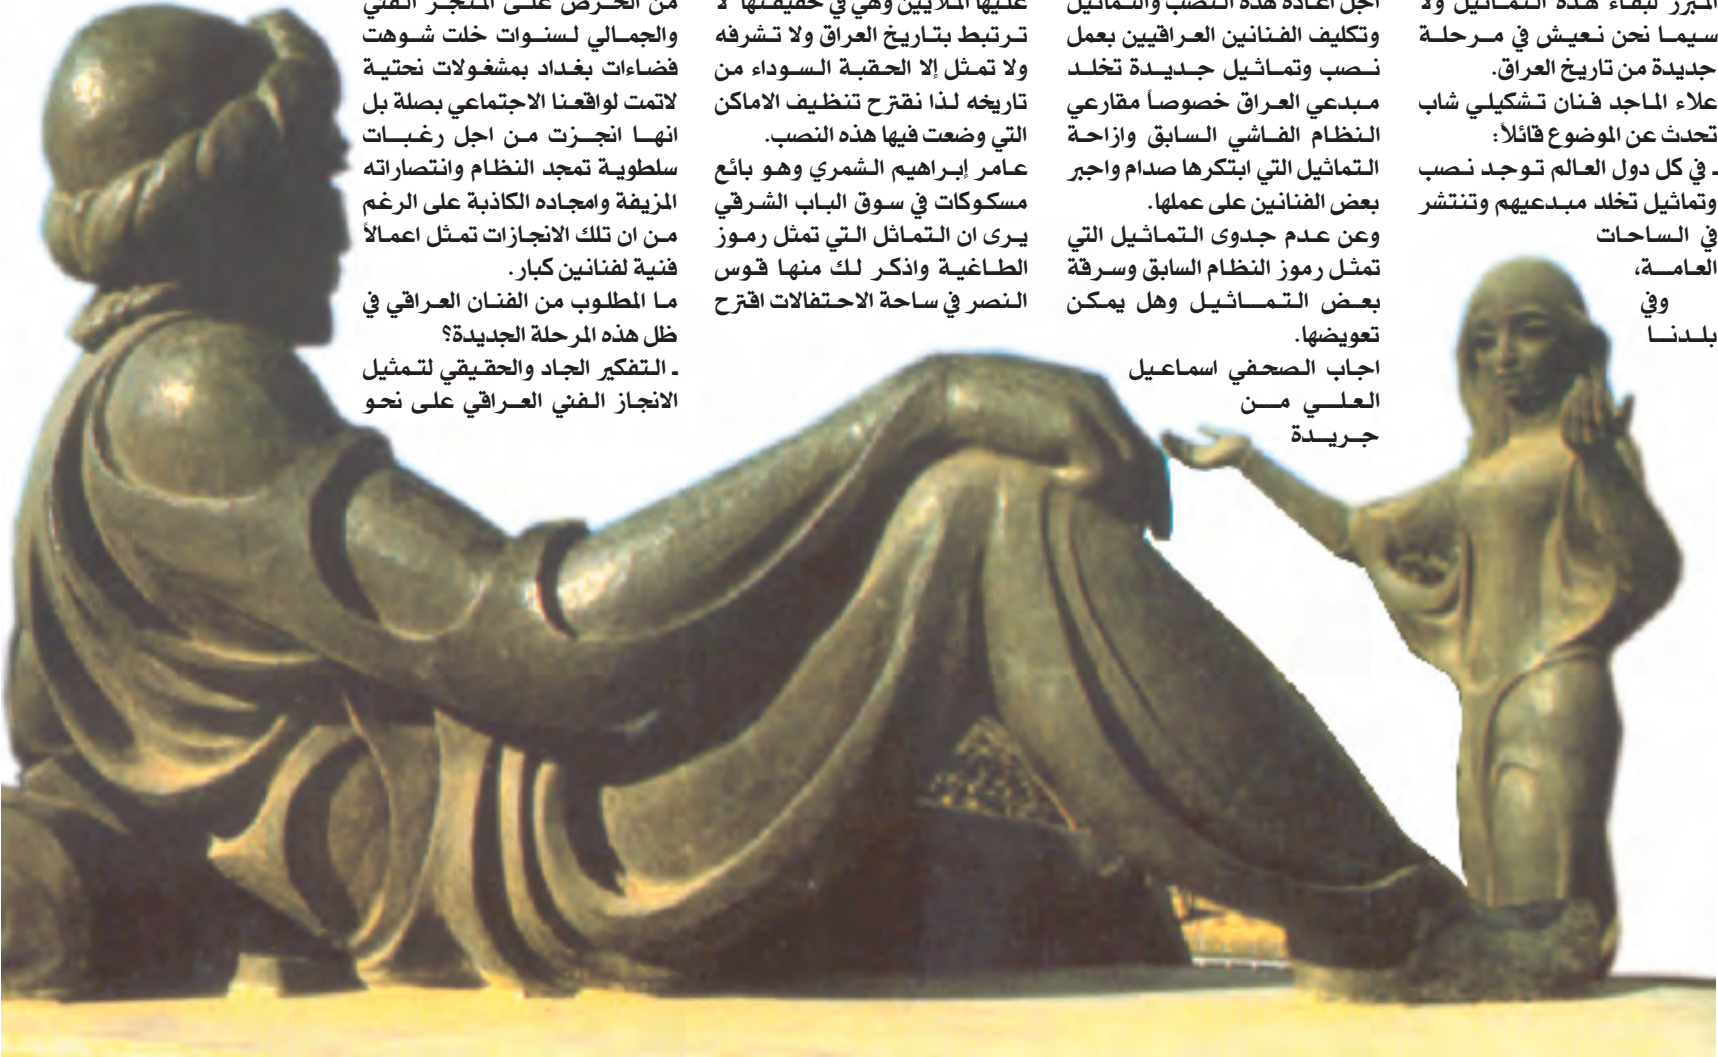 المبرر لبقاء هذه التماثيل ولا
سيما نحن نعيش في مرحلة
جديدة من تاريخ العراق.
علاء الماجد فنان تشكيلي شاب
تحدث عن الموضوع قائلاً:
ـ في كل دول العالم توجد نصب
وتماثيل تخلد مبدعيهم وتنتشر
في الساحات
العامة،
وفي
بلدنا
اجل اعادة هذه النصب والتماثيل
وتكليف الفنانين العراقيين بعمل
نصب وتماثيل جديدة تخلد
مبدعي العراق خصوصاً مقارعي
النظام الفاشي السابق وازاحة
التماثيل التي ابتكرها صدام واجبر
بعض الفنانين على عملها.
وعن عدم جدوى التماثيل التي
تمثل رموز النظام السابق وسرقة
بعض التماثيل وهل يمكن
تعويضها.
اجاب الصحفي اسماعيل
العلي من
جريدة
عليها الملايين وهي في حقيقتها لا
ترتبط بتاريخ العراق ولا تشرفه
ولا تمثل إلا الحقبة السوداء من
تاريخه لذا نقترح تنظيف الاماكن
التي وضعت فيها هذه النصب.
عامر إبراهيم الشمري وهو بائع
مسكوكات في سوق الباب الشرقي
يرى ان التماثل التي تمثل رموز
الطاغية واذكر لك منها قوس
النصر في ساحة الاحتفالات اقترح
من الحرص على المنجز الفني
والجمالي لسنوات خلت شوهت
فضاءات بغداد بمشغولات نحتية
لاتمت لواقعنا الاجتماعي بصلة بل
انها انجزت من اجل رغبات
سلطوية تمجد النظام وانتصاراته
المزيفة وامجاده الكاذبة على الرغم
من ان تلك الانجازات تمثل اعمالاً
فنية لفنانين كبار.
ما المطلوب من الفنان العراقي في
ظل هذه المرحلة الجديدة؟
ـ التفكير الجاد والحقيقي لتمثيل
الانجاز الفني العراقي على نحو